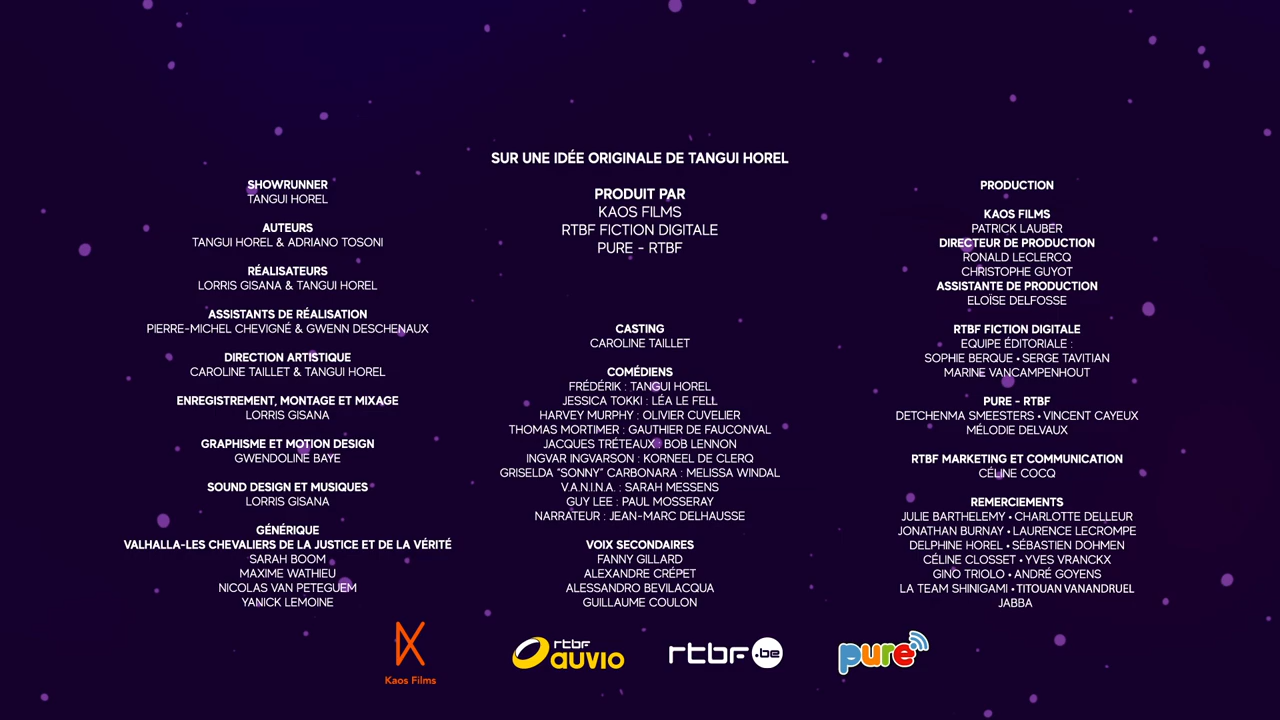 SUR UNE IDÉE ORIGINALE DE TANGUI HOREL
SHOWRUNNER
TANGUI HOREL
AUTEURS
TANGUI HOREL & ADRIANO TOSONI
RÉALISATEURS
LORRIS GISANA & TANGUI HOREL
ASSISTANTS DE RÉALISATION
PIERRE-MICHEL CHEVIGNÉ & GWENN DESCHENAUX
DIRECTION ARTISTIQUE
CAROLINE TAILLET & TANGUI HOREL
ENREGISTREMENT, MONTAGE ET MIXAGE
LORRIS GISANA
GRAPHISME ET MOTION DESIGN
GWENDOLINE BAYE
SOUND DESIGN ET MUSIQUES
LORRIS GISANA
GÉNÉRIQUE
VALHALLA-LES CHEVALIERS DE LA JUSTICE ET DE LA VÉRITÉ
SARAH BOOM
MAXIME WATHIEU
NICOLAS VAN PETEGUEM
YANICK LEMOINE
PRODUIT PAR
KAOS FILMS
RTBF FICTION DIGITALE
PURE - RTBF
CASTING
CAROLINE TAILLET
COMÉDIENS
FRÉDÉRIK : TANGUI HOREL
JESSICA TOKKI : LÉA LE FELL
HARVEY MURPHY : OLIVIER CUVELIER
THOMAS MORTIMER : GAUTHIER DE FAUCONVAL
JACQUES TRÉTEAUX : BOB LENNON
INGVAR INGVARSON : KORNEEL DE CLERQ
GRISELDA "SONNY" CARBONARA : MELISSA WINDAL
V.A.N.I.N.A. : SARAH MESSENS
GUY LEE : PAUL MOSSERAY
NARRATEUR : JEAN-MARC DELHAUSSE
VOIX SECONDAIRES
FANNY GILLARD
ALEXANDRE CRÉPET
ALESSANDRO BEVILACQUA
GUILLAUME COULON
PRODUCTION
KAOS FILMS
PATRICK LAUBER
DIRECTEUR DE PRODUCTION
RONALD LECLERCQ
CHRISTOPHE GUYOT
ASSISTANTE DE PRODUCTION
ELOÏSE DELFOSSE
RTBF FICTION DIGITALE
EQUIPE ÉDITORIALE :
SOPHIE BERQUE • SERGE TAVITIAN
MARINE VANCAMPENHOUT
PURE - RTBF
DETCHENMA SMEESTERS • VINCENT CAYEUX
MÉLODIE DELVAUX
RTBF MARKETING ET COMMUNICATION
CÉLINE COCQ
REMERCIEMENTS
JULIE BARTHELEMY • CHARLOTTE DELLEUR
JONATHAN BURNAY • LAURENCE LECROMPE
DELPHINE HOREL • SÉBASTIEN DOHMEN
CÉLINE CLOSSET • YVES VRANCKX
GINO TRIOLO • ANDRÉ GOYENS
LA TEAM SHINIGAMI • TITOUAN VANANDRUEL
JABBA
Kaos Films
rtbf
auvio
rtbf.be
pure